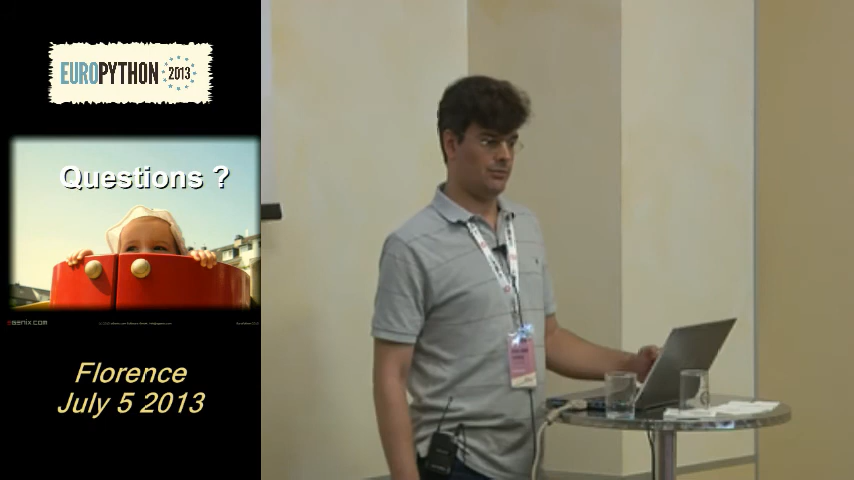 EUROPYTHON 2013
Questions ?
eGenix.com
Florence
July 5 2013